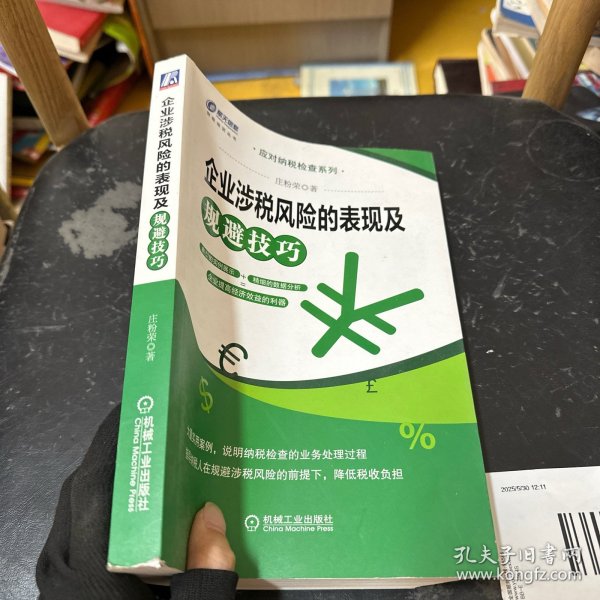 企业涉税风险的表现及
规避技巧
庄粉荣◎著
机械工业出版社
China Machine Press
·应对纳税检查系列·
庄粉荣◎著
企业涉税风险的表现及
规避技巧
+ 精细的数据分析
=
企业提高经济效益的利器
€
$
£
%
案例，说明纳税检查的业务处理过程
人在规避涉税风险的前提下，降低税收负担
机械工业出版社
China Machine Press
2025/5/30 12:11
孔夫子旧书网
www.kongfz.com